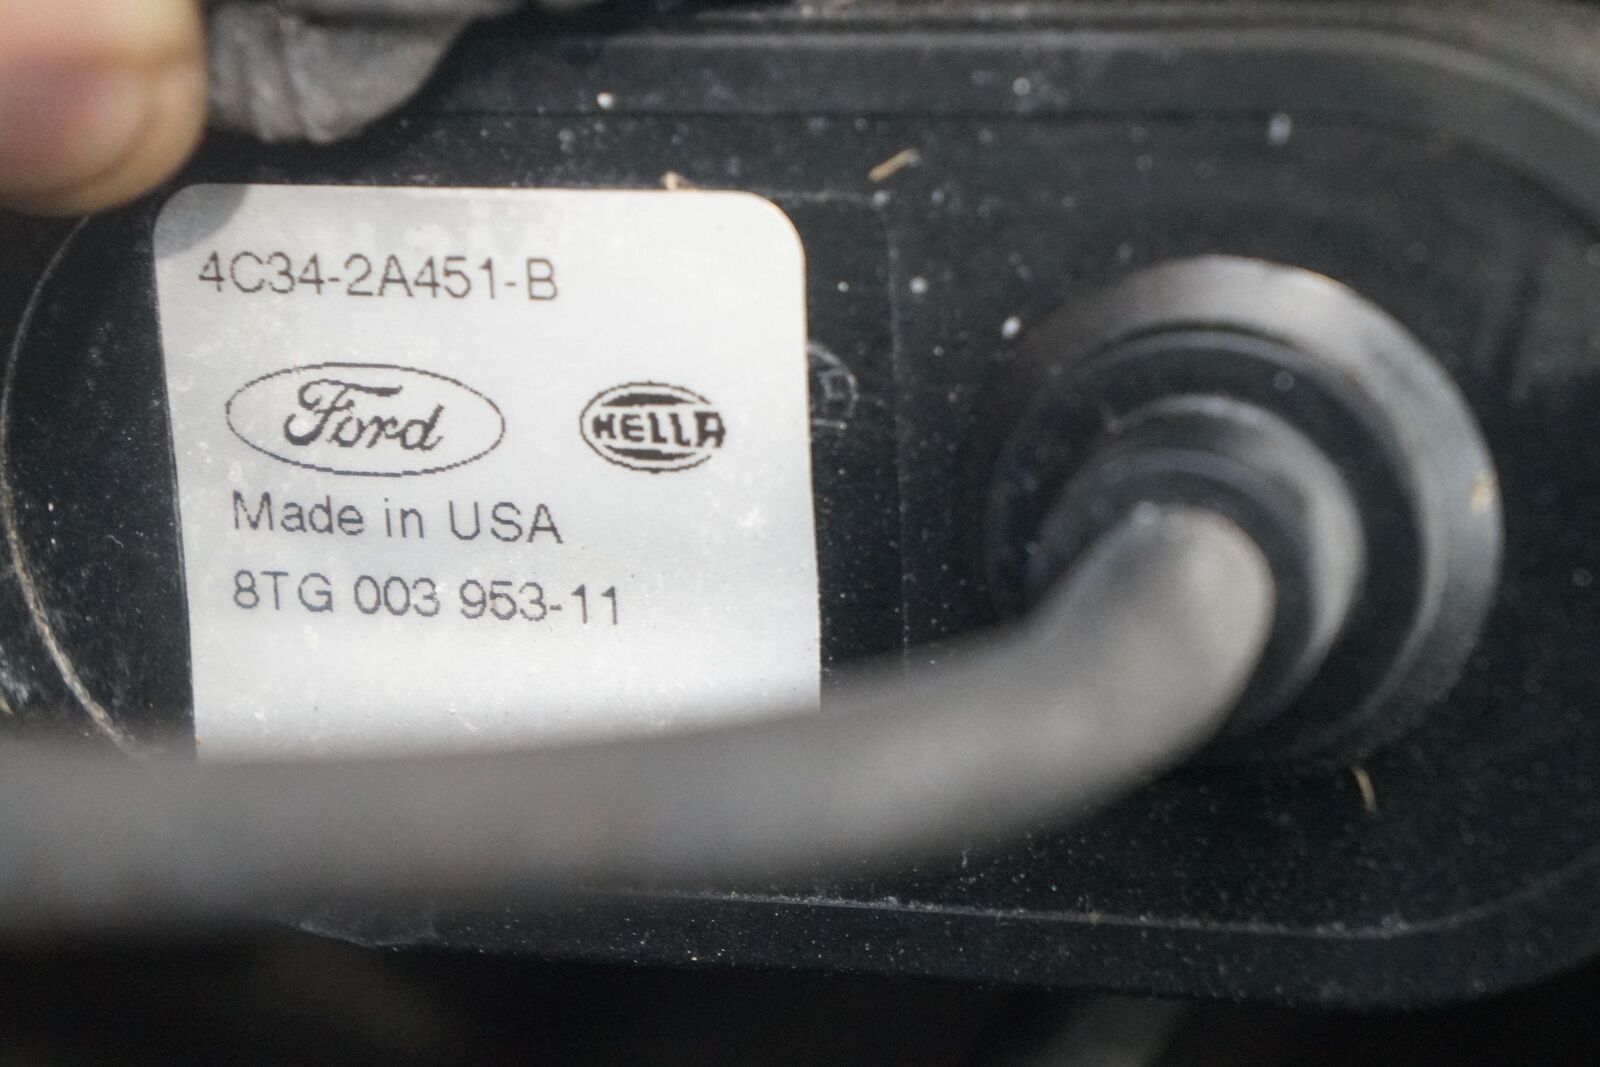 4C34-2A451-B
Ford
HELLA
Made in USA
8TG 003 953-11